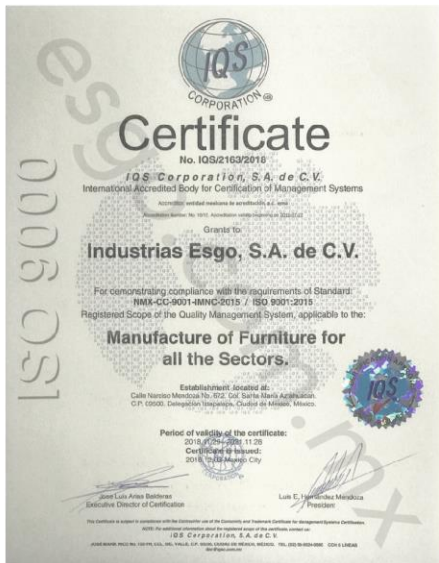 IQS
CORPORATION
Certificate
No. IQS/2163/2018
IQS Corporation, S.A. de C.V.
International Accredited Body for Certification of Management Systems
Grants to:
Industrias Esgo, S.A. de C.V.
For demonstrating compliance with the requirements of Standard:
NMX-CC-9001-IMNC-2015 / ISO 9001:2015
Registered Scope of the Quality Management System, applicable to the:
Manufacture of Furniture for
all the Sectors.
Establishment located at:
Calle Narciso Mendoza No. 672, Col. Santa María Aztahuacan,
C.P. 09500, Delegación Iztapalapa, Ciudad de México, México.
IQS
Period of validity of the certificate:
Certificate is issued:
Mexico City
José Luis Arias Balderas
Executive Director of Certification
Luis E. Hernández Mendoza
President
IQS Corporation, S.A. de C.V.
ISO 9000